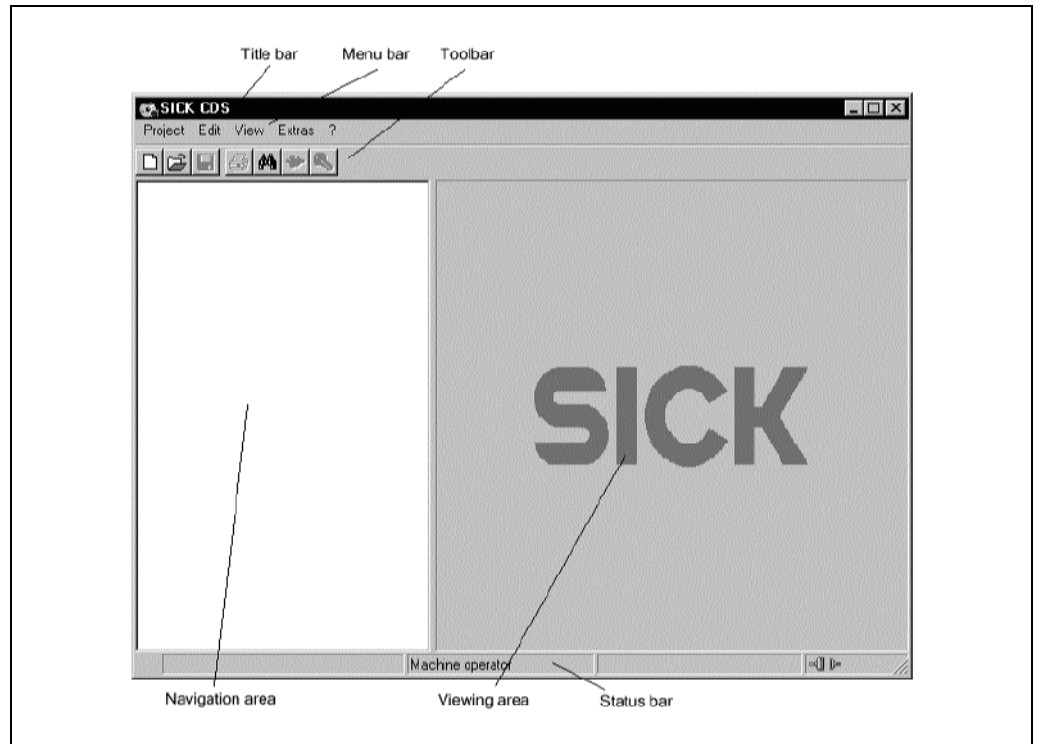 Title bar Menu bar Toolbar
SICK CDS
Project Edit View Extras ?
SICK
Machine operator
Navigation area Viewing area Status bar